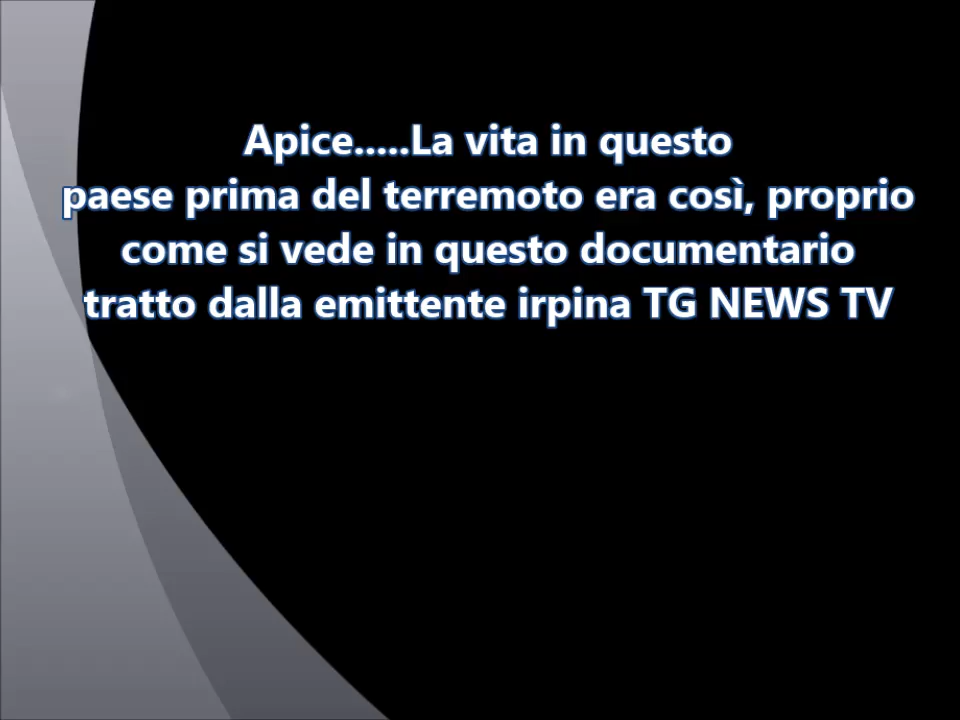 Apice.....La vita in questo
paese prima del terremoto era così, proprio
come si vede in questo documentario
tratto dalla emittente irpina TG NEWS TV